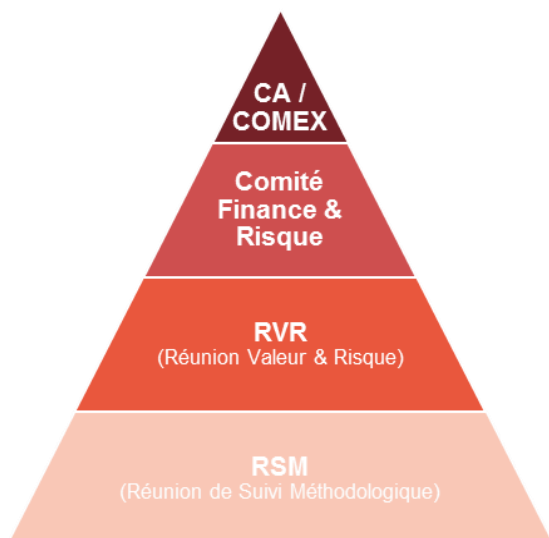 CA /
COMEX
Comité
Finance &
Risque
RVR
(Réunion Valeur & Risque)
RSM
(Réunion de Suivi Méthodologique)